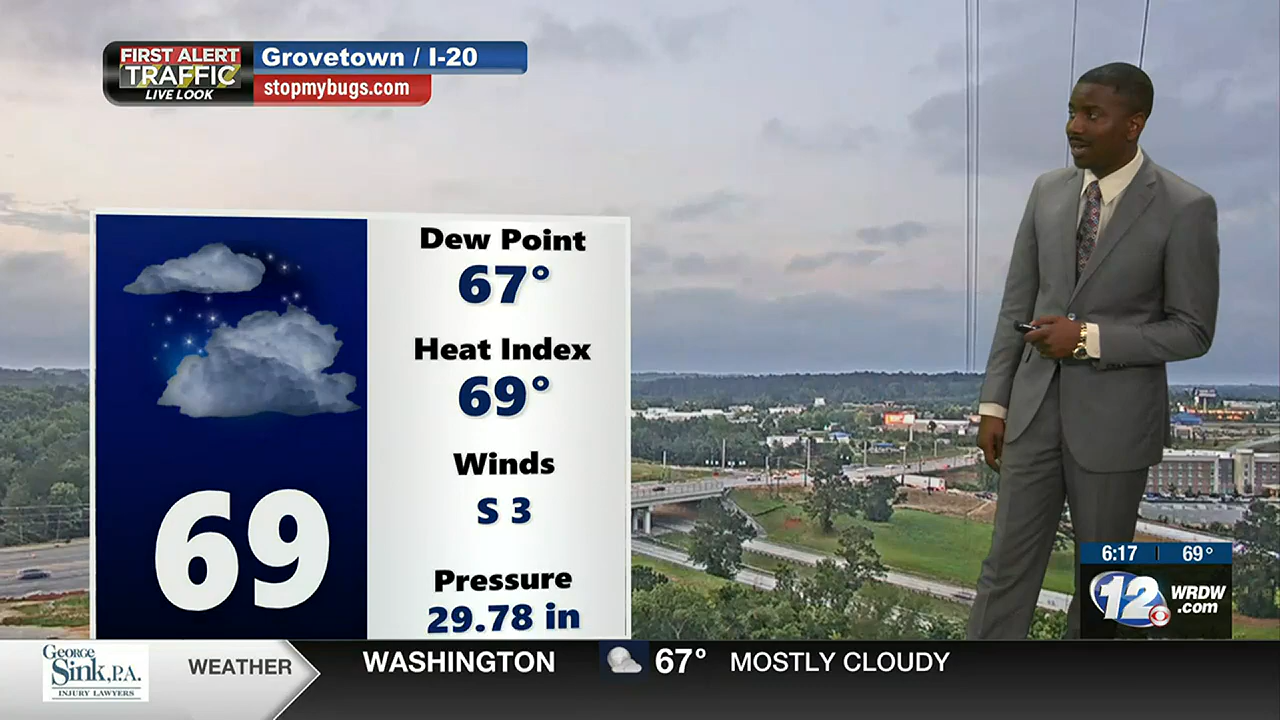 FIRST ALERT
TRAFFIC
LIVE LOOK
Grovetown / I-20
stopmybugs.com
Dew Point
67°
Heat Index
69°
Winds
S 3
Pressure
29.78 in
69
6:17 | 69°
12
WRDW
.com
GEORGE
Sink, P.A.
INJURY LAWYERS
WEATHER
WASHINGTON 67° MOSTLY CLOUDY